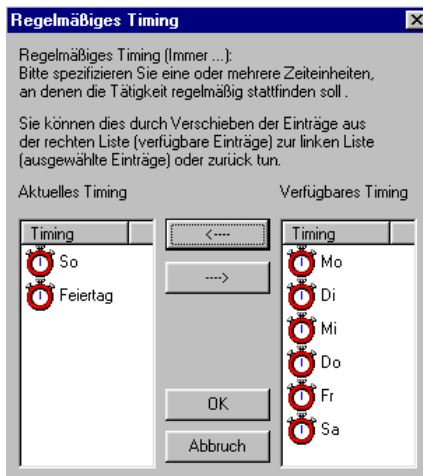 Regelmäßiges Timing
Regelmäßiges Timing (Immer ...):
Bitte spezifizieren Sie eine oder mehrere Zeiteinheiten,
an denen die Tätigkeit regelmäßig stattfinden soll .
Sie können dies durch Verschieben der Einträge aus
der rechten Liste (verfügbare Einträge) zur linken Liste
(ausgewählte Einträge) oder zurück tun.
Aktuelles Timing
Verfügbares Timing
Timing
So
Feiertag
<----
---->
OK
Abbruch
Timing
Mo
Di
Mi
Do
Fr
Sa